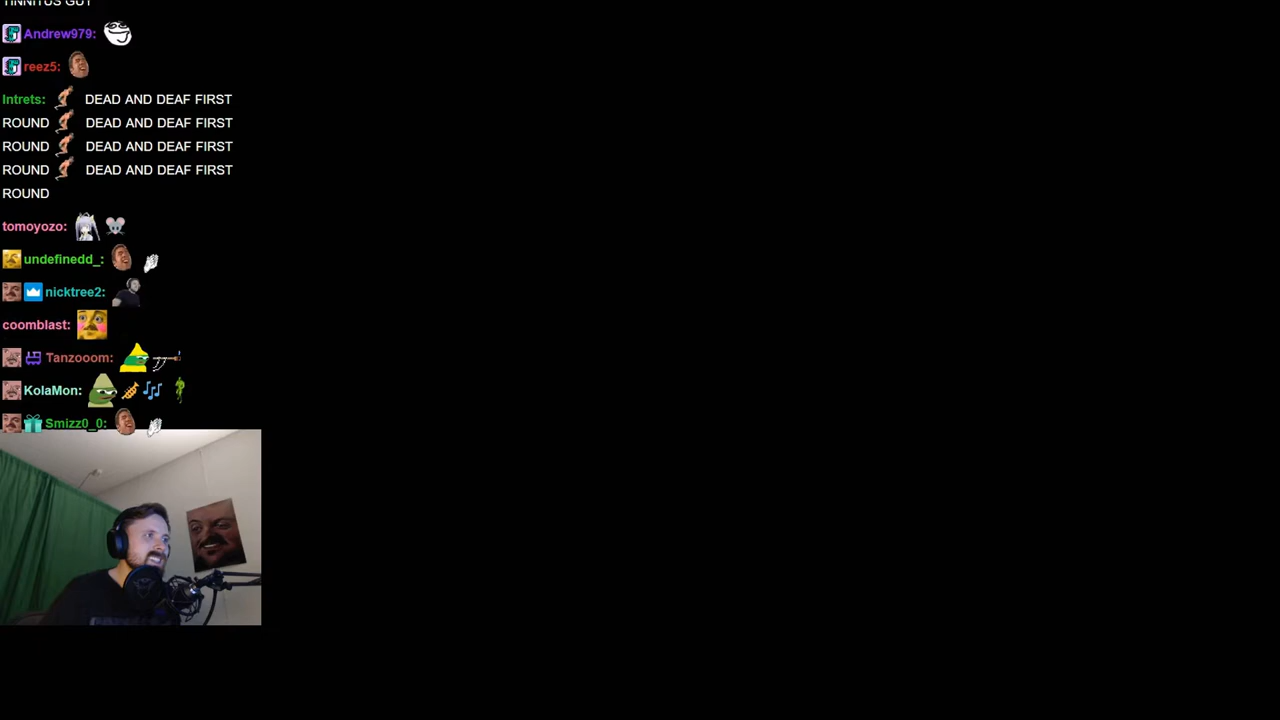 TINNITUS GUY
Andrew979:
reez5:
Intrets: DEAD AND DEAF FIRST
ROUND DEAD AND DEAF FIRST
ROUND DEAD AND DEAF FIRST
ROUND DEAD AND DEAF FIRST
ROUND
tomoyozo:
undefinedd_:
nicktree2:
coomblast:
Tanzooom:
KolaMon:
Smizz0_0: